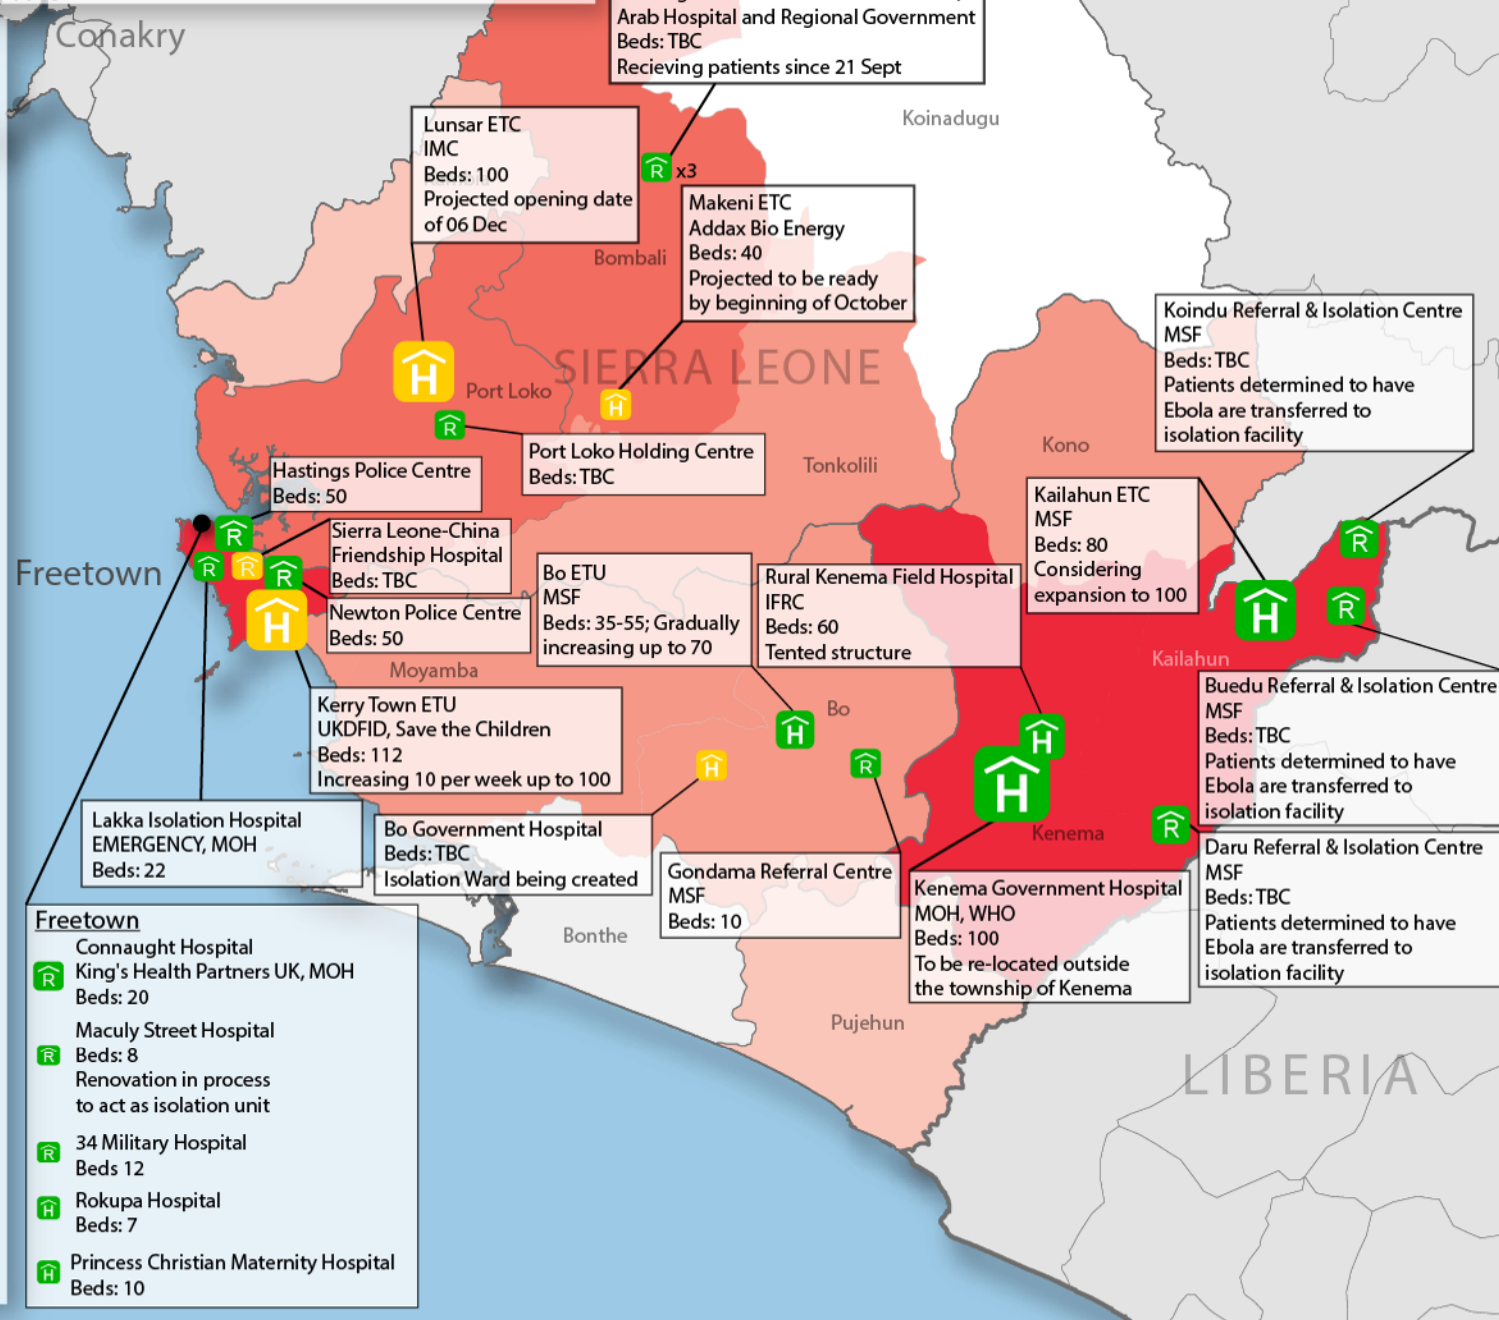 Conakry
Arab Hospital and Regional Government
Beds: TBC
Recieving patients since 21 Sept
Koinadugu
Lunsar ETC
IMC
Beds: 100
Projected opening date
of 06 Dec
R x3
Makeni ETC
Addax Bio Energy
Beds: 40
Projected to be ready
by beginning of October
Bombali
Koindu Referral & Isolation Centre
MSF
Beds: TBC
Patients determined to have
Ebola are transferred to
isolation facility
H
SIERRA LEONE
Port Loko
H
R
Port Loko Holding Centre
Beds: TBC
Tonkolili
Kono
Hastings Police Centre
Beds: 50
Kailahun ETC
MSF
Beds: 80
Considering
expansion to 100
R
R
Sierra Leone-China
Friendship Hospital
Beds: TBC
Freetown
R
R
R
Bo ETU
MSF
Beds: 35-55; Gradually
increasing up to 70
Rural Kenema Field Hospital
IFRC
Beds: 60
Tented structure
H
R
H
Newton Police Centre
Beds: 50
Moyamba
Kailahun
Kerry Town ETU
UKDFID, Save the Children
Beds: 112
Increasing 10 per week up to 100
Bo
H
H
R
H
H
Buedu Referral & Isolation Centre
MSF
Beds: TBC
Patients determined to have
Ebola are transferred to
isolation facility
Lakka Isolation Hospital
EMERGENCY, MOH
Beds: 22
Bo Government Hospital
Beds: TBC
Isolation Ward being created
Kenema
R
Gondama Referral Centre
MSF
Beds: 10
Daru Referral & Isolation Centre
MSF
Beds: TBC
Patients determined to have
Ebola are transferred to
isolation facility
Kenema Government Hospital
MOH, WHO
Beds: 100
To be re-located outside
the township of Kenema
Bonthe
Pujehun
LIBERIA
Freetown
Connaught Hospital
R King's Health Partners UK, MOH
Beds: 20
Maculy Street Hospital
R Beds: 8
Renovation in process
to act as isolation unit
34 Military Hospital
R Beds 12
Rokupa Hospital
H Beds: 7
Princess Christian Maternity Hospital
H Beds: 10